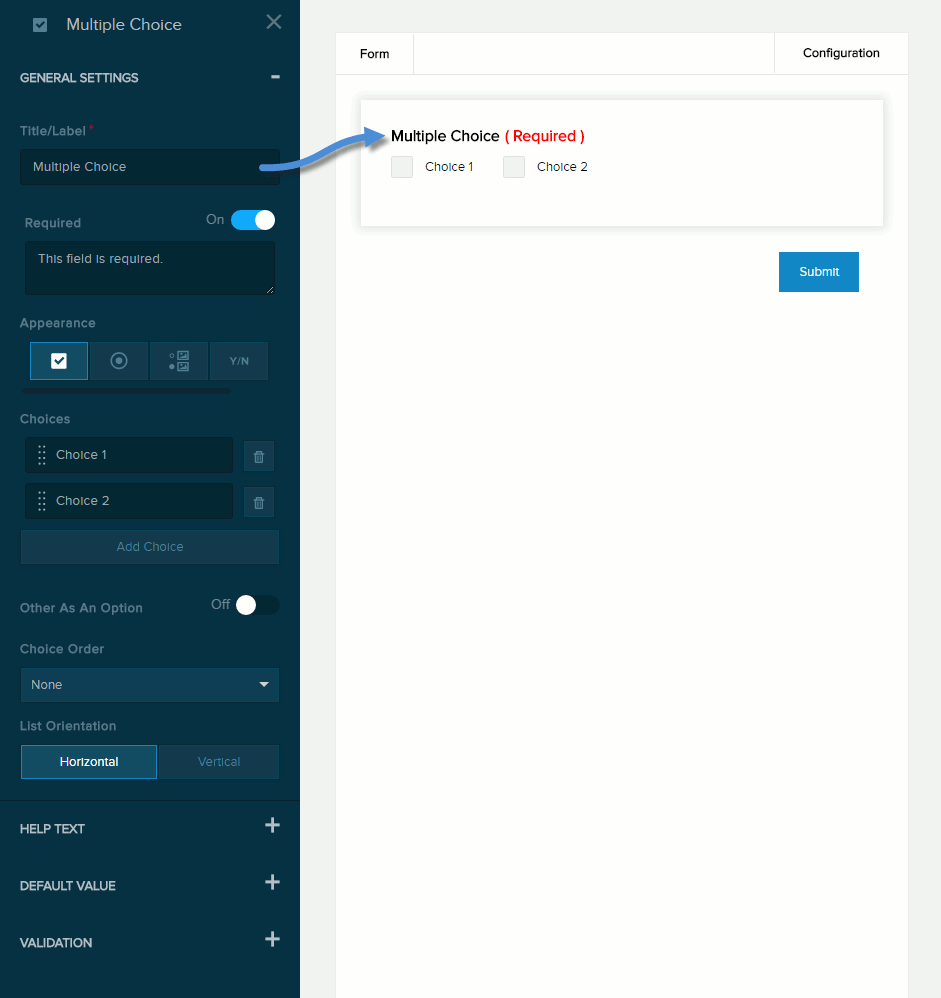 Multiple Choice
GENERAL SETTINGS
Title/Label *
Multiple Choice
Required
On
This field is required.
Appearance
Y/N
Choices
Choice 1
Choice 2
Add Choice
Other As An Option
Off
Choice Order
None
List Orientation
Horizontal
Vertical
HELP TEXT
DEFAULT VALUE
VALIDATION
Form
Configuration
Multiple Choice ( Required )
Choice 1
Choice 2
Submit